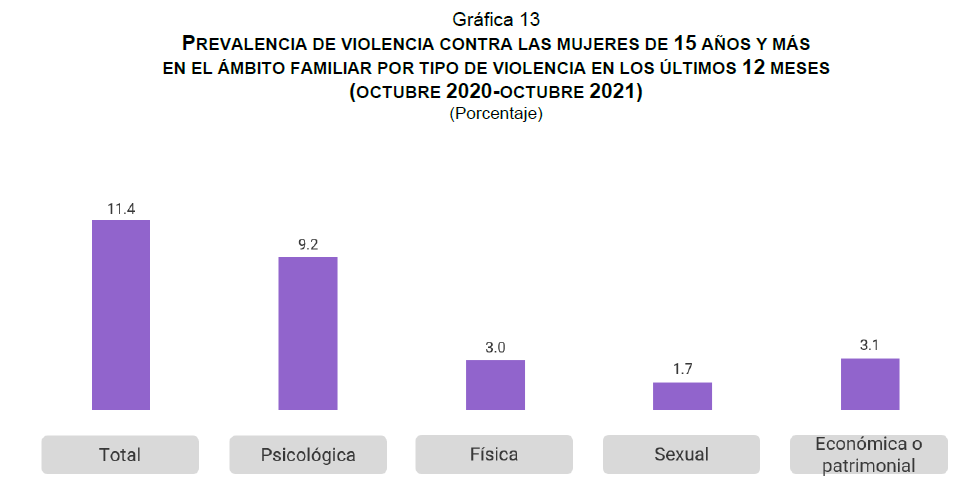 Gráfica 13
PREVALENCIA DE VIOLENCIA CONTRA LAS MUJERES DE 15 AÑOS Y MÁS
EN EL ÁMBITO FAMILIAR POR TIPO DE VIOLENCIA EN LOS ÚLTIMOS 12 MESES
(OCTUBRE 2020-OCTUBRE 2021)
(Porcentaje)
11.4
9.2
3.0
1.7
3.1
Total
Psicológica
Física
Sexual
Económica o
patrimonial